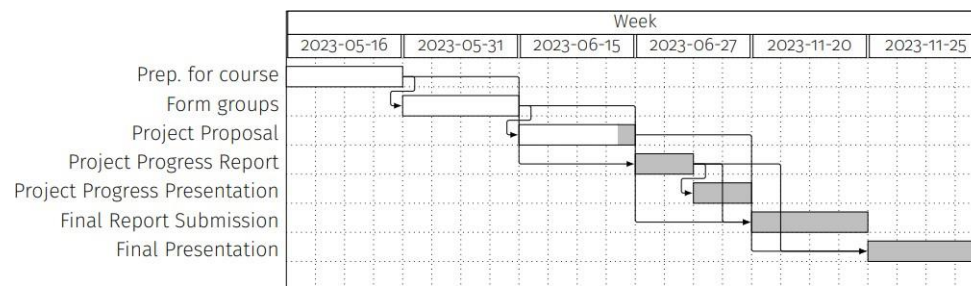 Week
2023-05-16 2023-05-31 2023-06-15 2023-06-27 2023-11-20 2023-11-25
Prep. for course
Form groups
Project Proposal
Project Progress Report
Project Progress Presentation
Final Report Submission
Final Presentation